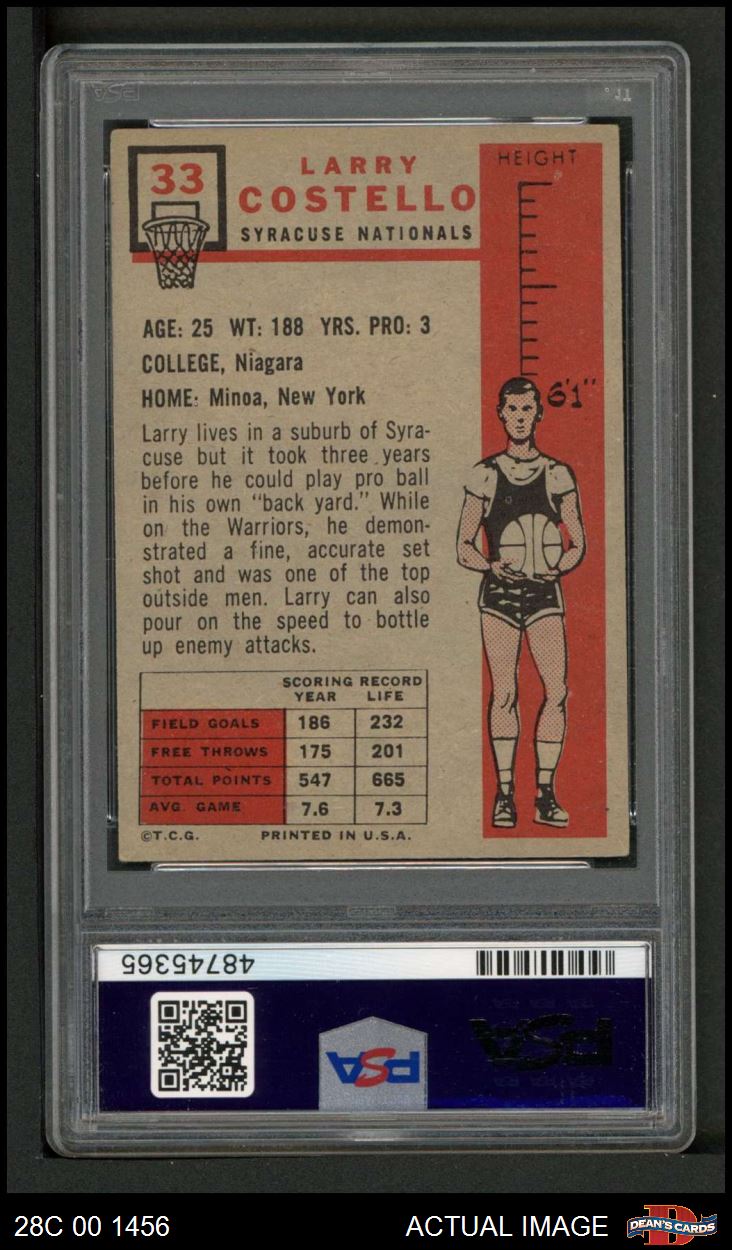 33
LARRY
COSTELLO
SYRACUSE NATIONALS
HEIGHT
6'1"
AGE: 25 WT: 188 YRS. PRO: 3
COLLEGE, Niagara
HOME: Minoa, New York
Larry lives in a suburb of Syra-
cuse but it took three years
before he could play pro ball
in his own "back yard." While
on the Warriors, he demon-
strated a fine, accurate set
shot and was one of the top
outside men. Larry can also
pour on the speed to bottle
up enemy attacks.
SCORING RECORD
YEAR LIFE
FIELD GOALS 186 232
FREE THROWS 175 201
TOTAL POINTS 547 665
AVG. GAME 7.6 7.3
©T.C.G. PRINTED IN U.S.A.
48745365
PSA
PSA
28C 00 1456
ACTUAL IMAGE
DEAN'S CARDS